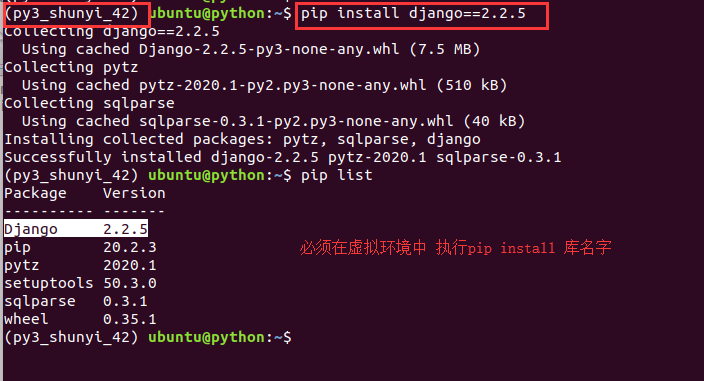 (py3_shunyi_42) ubuntu@python:~$ pip install django==2.2.5
Collecting django==2.2.5
  Using cached Django-2.2.5-py3-none-any.whl (7.5 MB)
Collecting pytz
  Using cached pytz-2020.1-py2.py3-none-any.whl (510 kB)
Collecting sqlparse
  Using cached sqlparse-0.3.1-py2.py3-none-any.whl (40 kB)
Installing collected packages: pytz, sqlparse, django
Successfully installed django-2.2.5 pytz-2020.1 sqlparse-0.3.1
(py3_shunyi_42) ubuntu@python:~$ pip list
Package    Version
---------- -------
Django     2.2.5
pip        20.2.3
必须在虚拟环境中 执行pip install 库名字
pytz       2020.1
setuptools 50.3.0
sqlparse   0.3.1
wheel      0.35.1
(py3_shunyi_42) ubuntu@python:~$